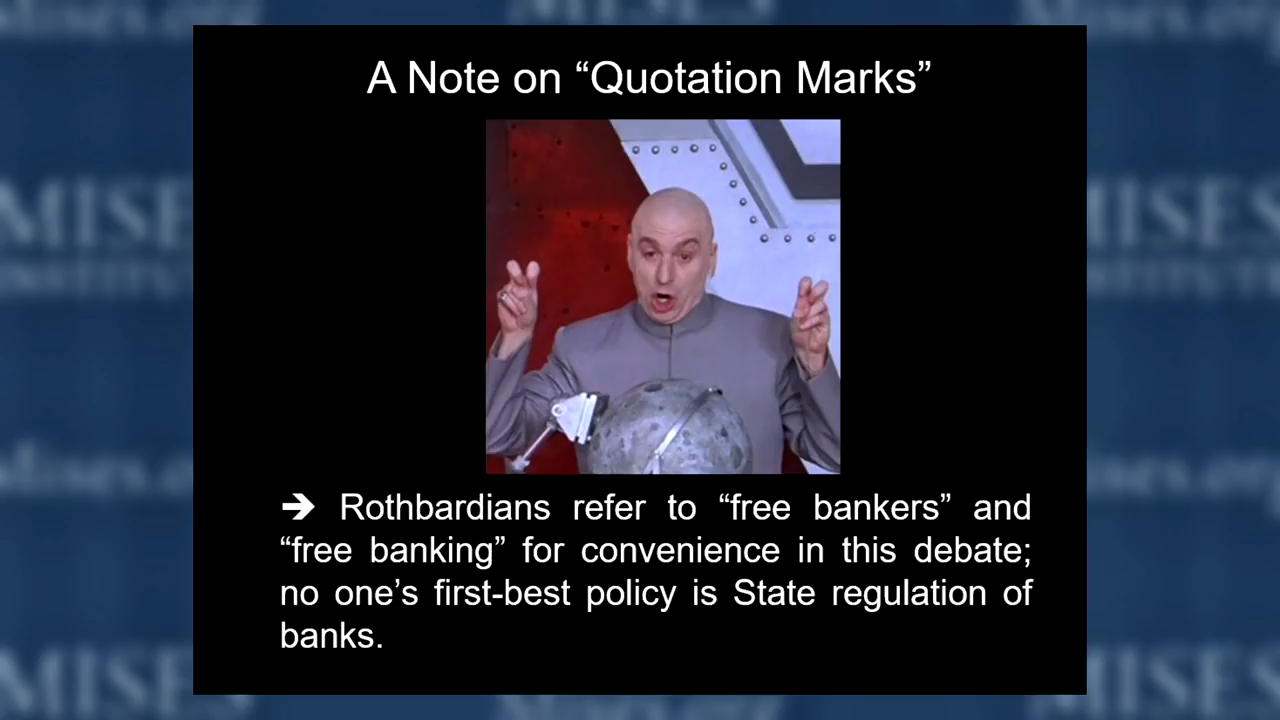 A Note on “Quotation Marks”
➔ Rothbardians refer to “free bankers” and
“free banking” for convenience in this debate;
no one’s first-best policy is State regulation of
banks.